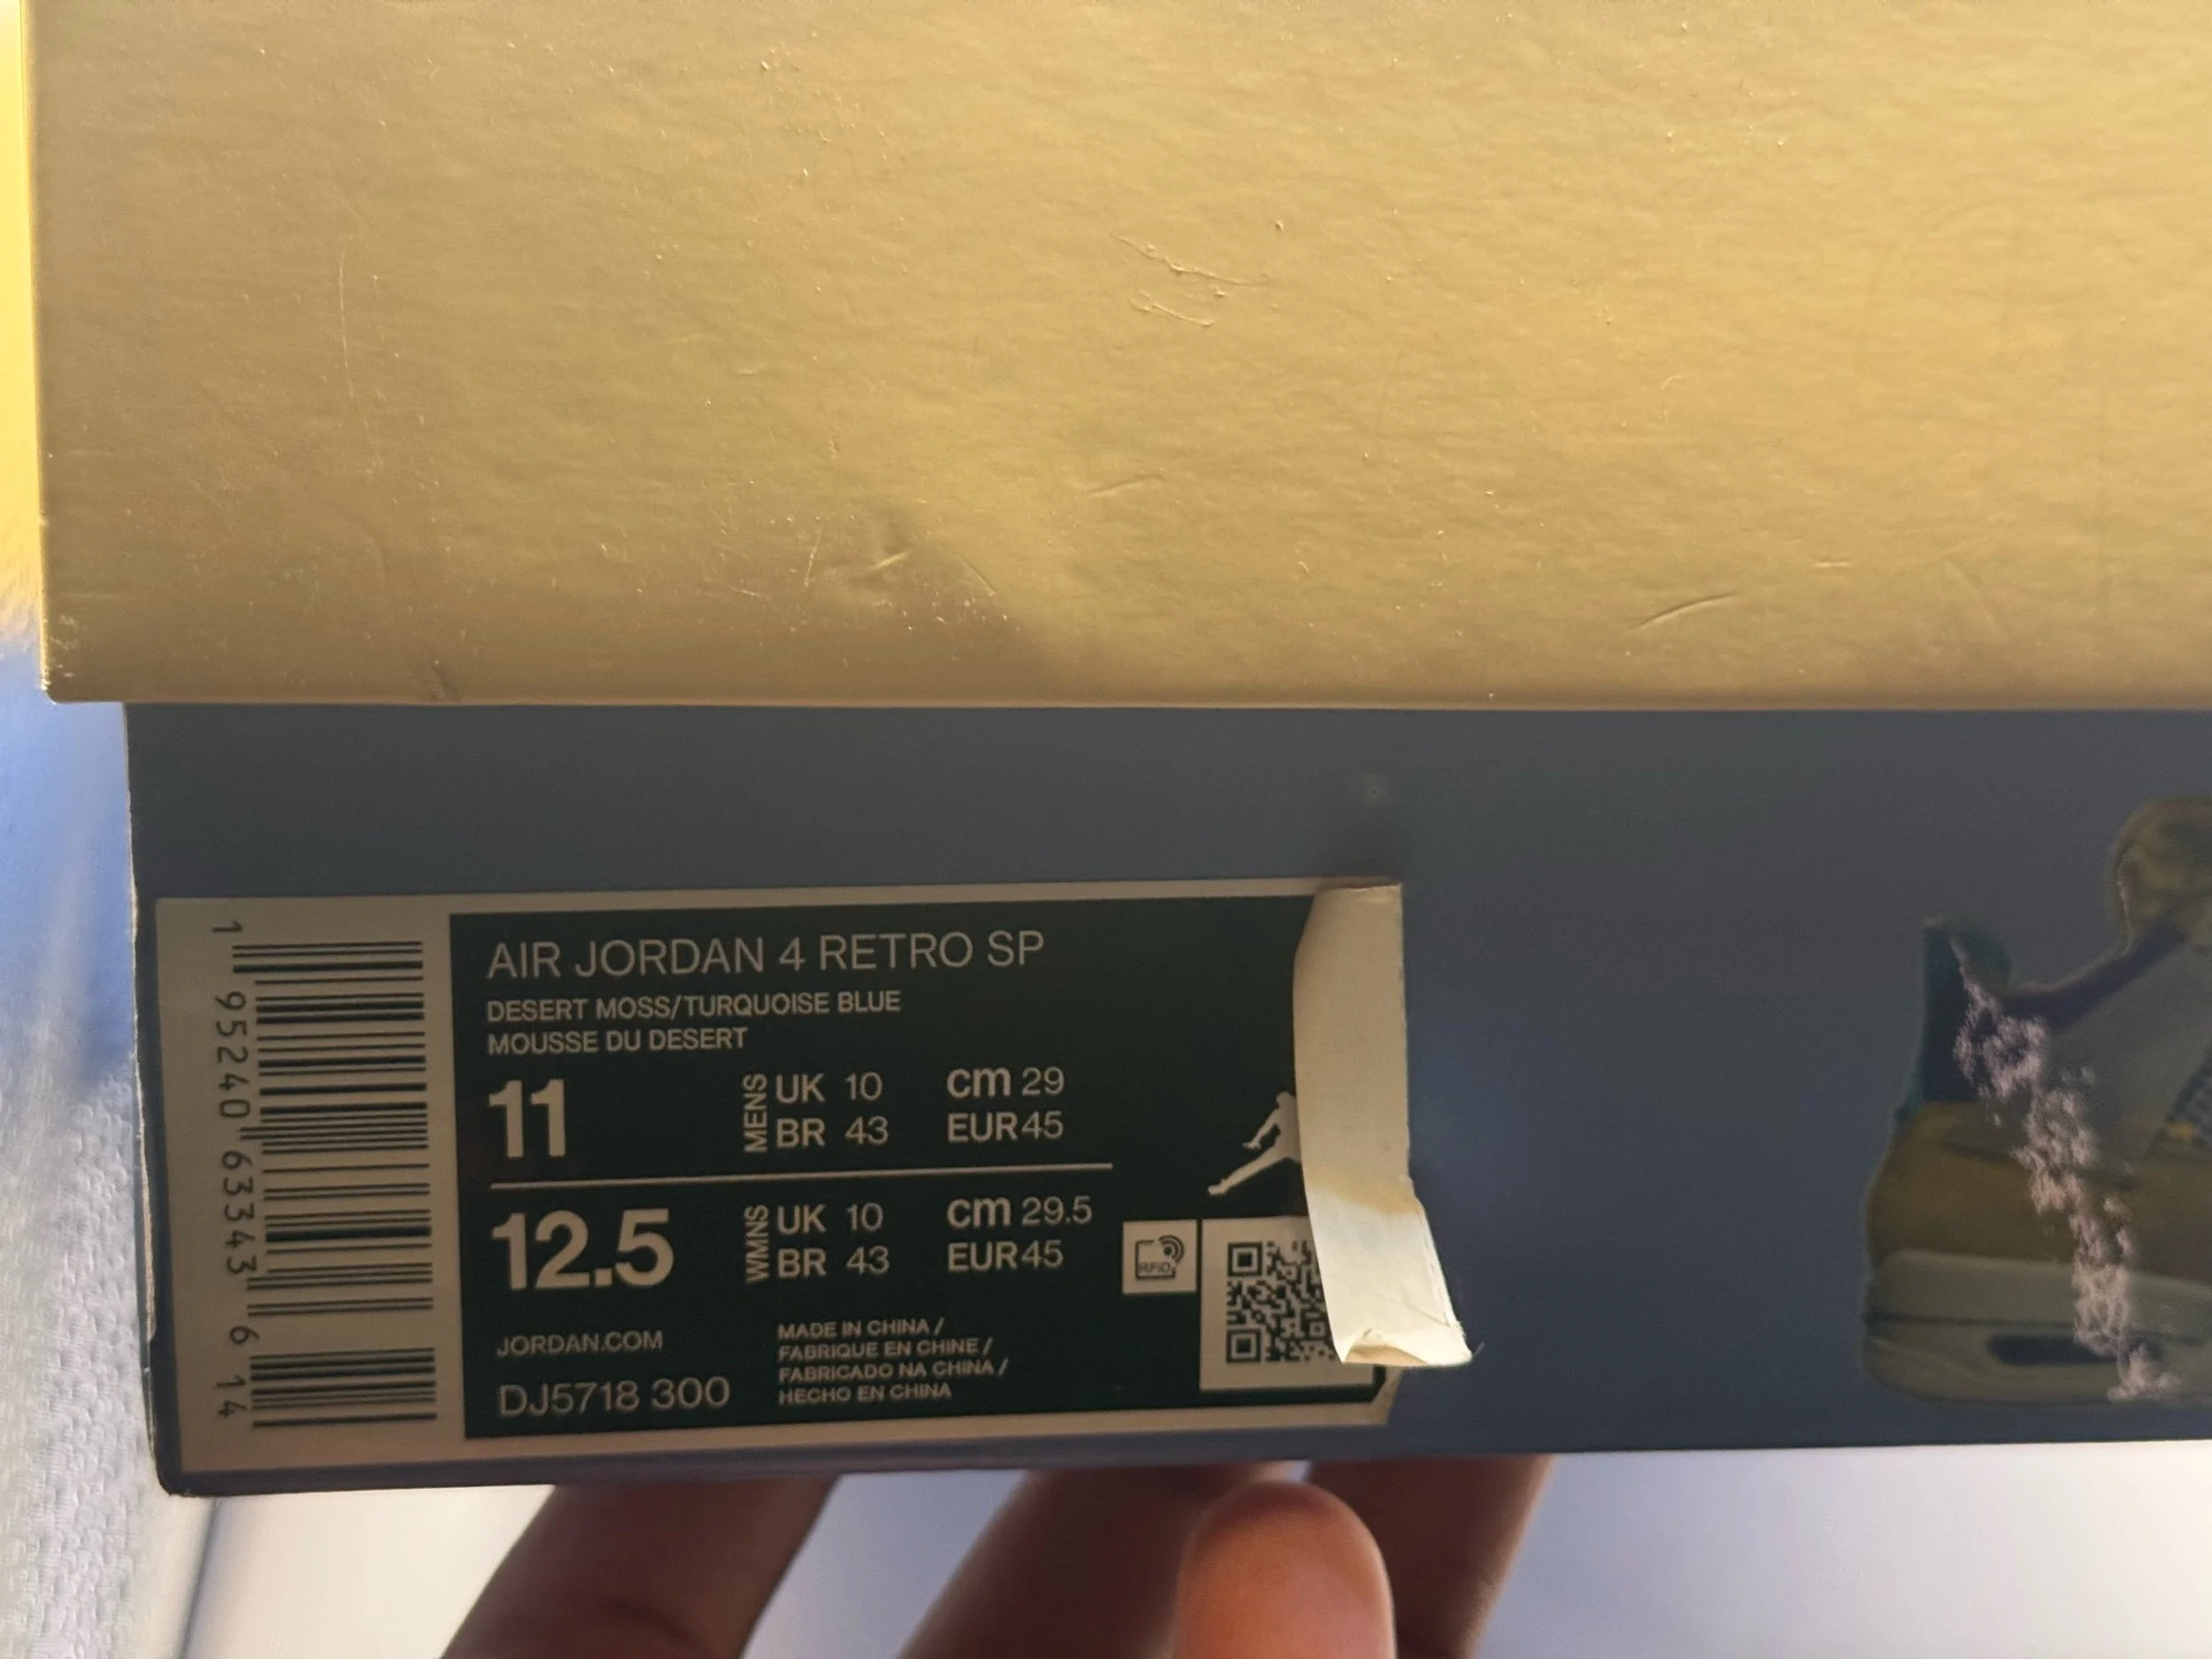 AIR JORDAN 4 RETRO SP
DESERT MOSS/TURQUOISE BLUE
MOUSSE DU DESERT
11 MENS UK 10 cm 29
BR 43 EUR 45
12.5 WMNS UK 10 cm 29.5
BR 43 EUR 45
RFID
JORDAN.COM
DJ5718 300
MADE IN CHINA /
FABRIQUE EN CHINE /
FABRICADO NA CHINA /
HECHO EN CHINA
1 95240 63343 6 14